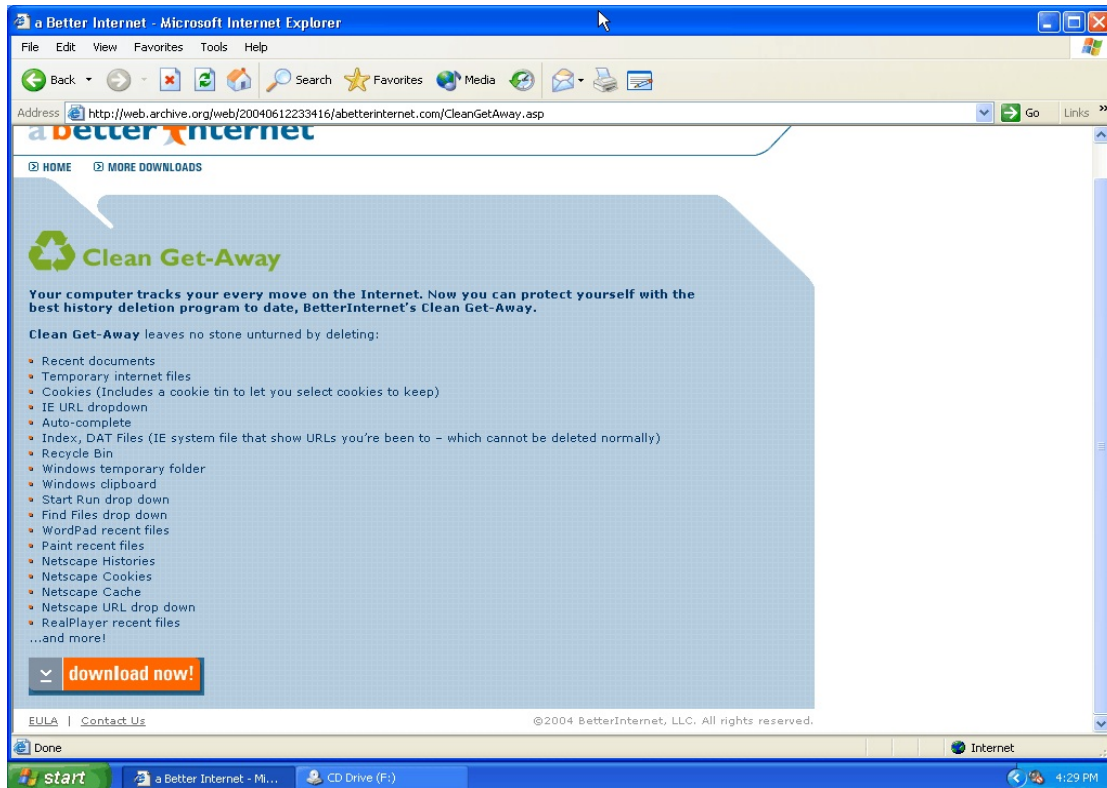 a Better Internet - Microsoft Internet Explorer
File Edit View Favorites Tools Help
Back Search Favorites Media
Address http://web.archive.org/web/20040612233416/abetterinternet.com/CleanGetAway.asp Go Links »
a better internet
HOME MORE DOWNLOADS
Clean Get-Away
Your computer tracks your every move on the Internet. Now you can protect yourself with the
best history deletion program to date, BetterInternet's Clean Get-Away.
Clean Get-Away leaves no stone unturned by deleting:
Recent documents
Temporary internet files
Cookies (Includes a cookie tin to let you select cookies to keep)
IE URL dropdown
Auto-complete
Index, DAT Files (IE system file that show URLs you're been to – which cannot be deleted normally)
Recycle Bin
Windows temporary folder
Windows clipboard
Start Run drop down
Find Files drop down
WordPad recent files
Paint recent files
Netscape Histories
Netscape Cookies
Netscape Cache
Netscape URL drop down
RealPlayer recent files
...and more!
download now!
EULA | Contact Us ©2004 BetterInternet, LLC. All rights reserved.
Done Internet
start a Better Internet - Mi... CD Drive (F:) 4:29 PM